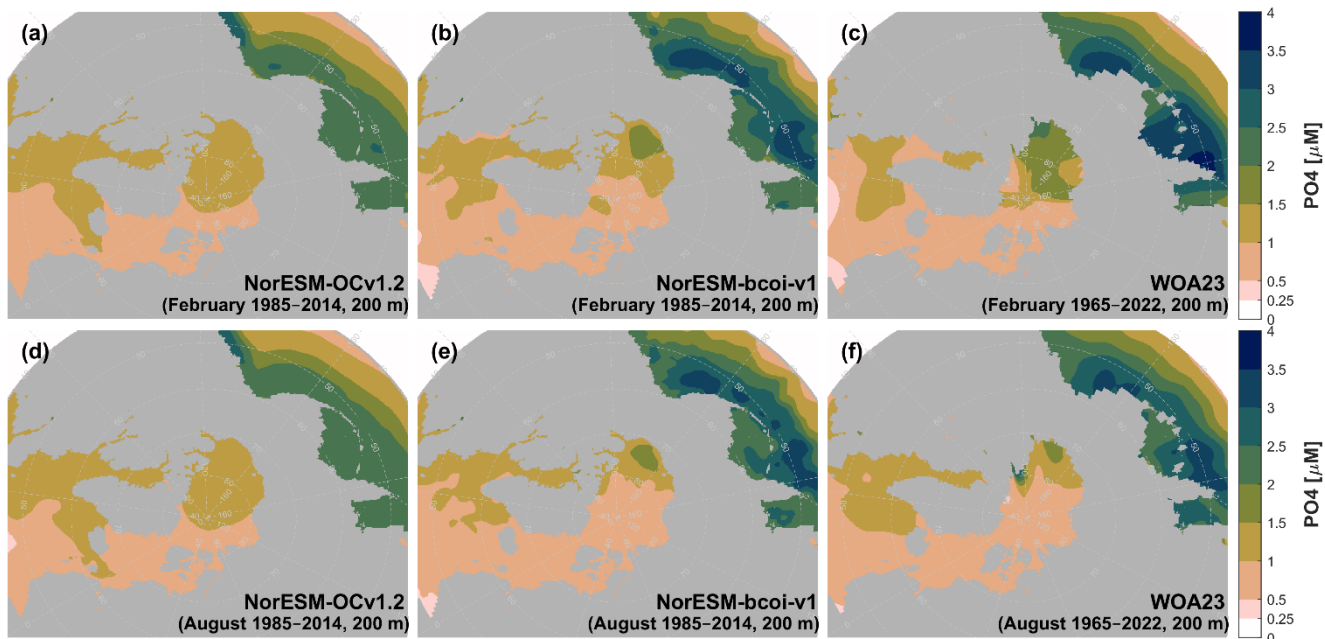 (a)
NorESM-OCv1.2
(February 1985–2014, 200 m)
(b)
NorESM-bcoi-v1
(February 1985–2014, 200 m)
(c)
WOA23
(February 1965–2022, 200 m)
4
3.5
3
2.5
2
1.5
1
0.5
0.25
0
PO4 [μM]
(d)
NorESM-OCv1.2
(August 1985–2014, 200 m)
(e)
NorESM-bcoi-v1
(August 1985–2014, 200 m)
(f)
WOA23
(August 1965–2022, 200 m)
4
3.5
3
2.5
2
1.5
1
0.5
0.25
PO4 [μM]